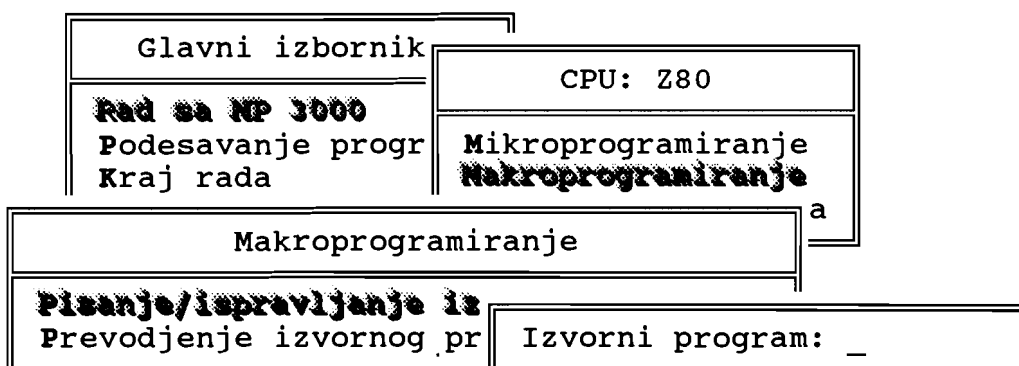 Glavni izbornik
CPU: Z80
Rad sa MP 3000
Podesavanje progr
Mikroprogramiranje
Kraj rada
Makroprogramiranje
a
Makroprogramiranje
Pisanje/ispravljanje iz
Prevodjenje izvornog pr
Izvorni program: _